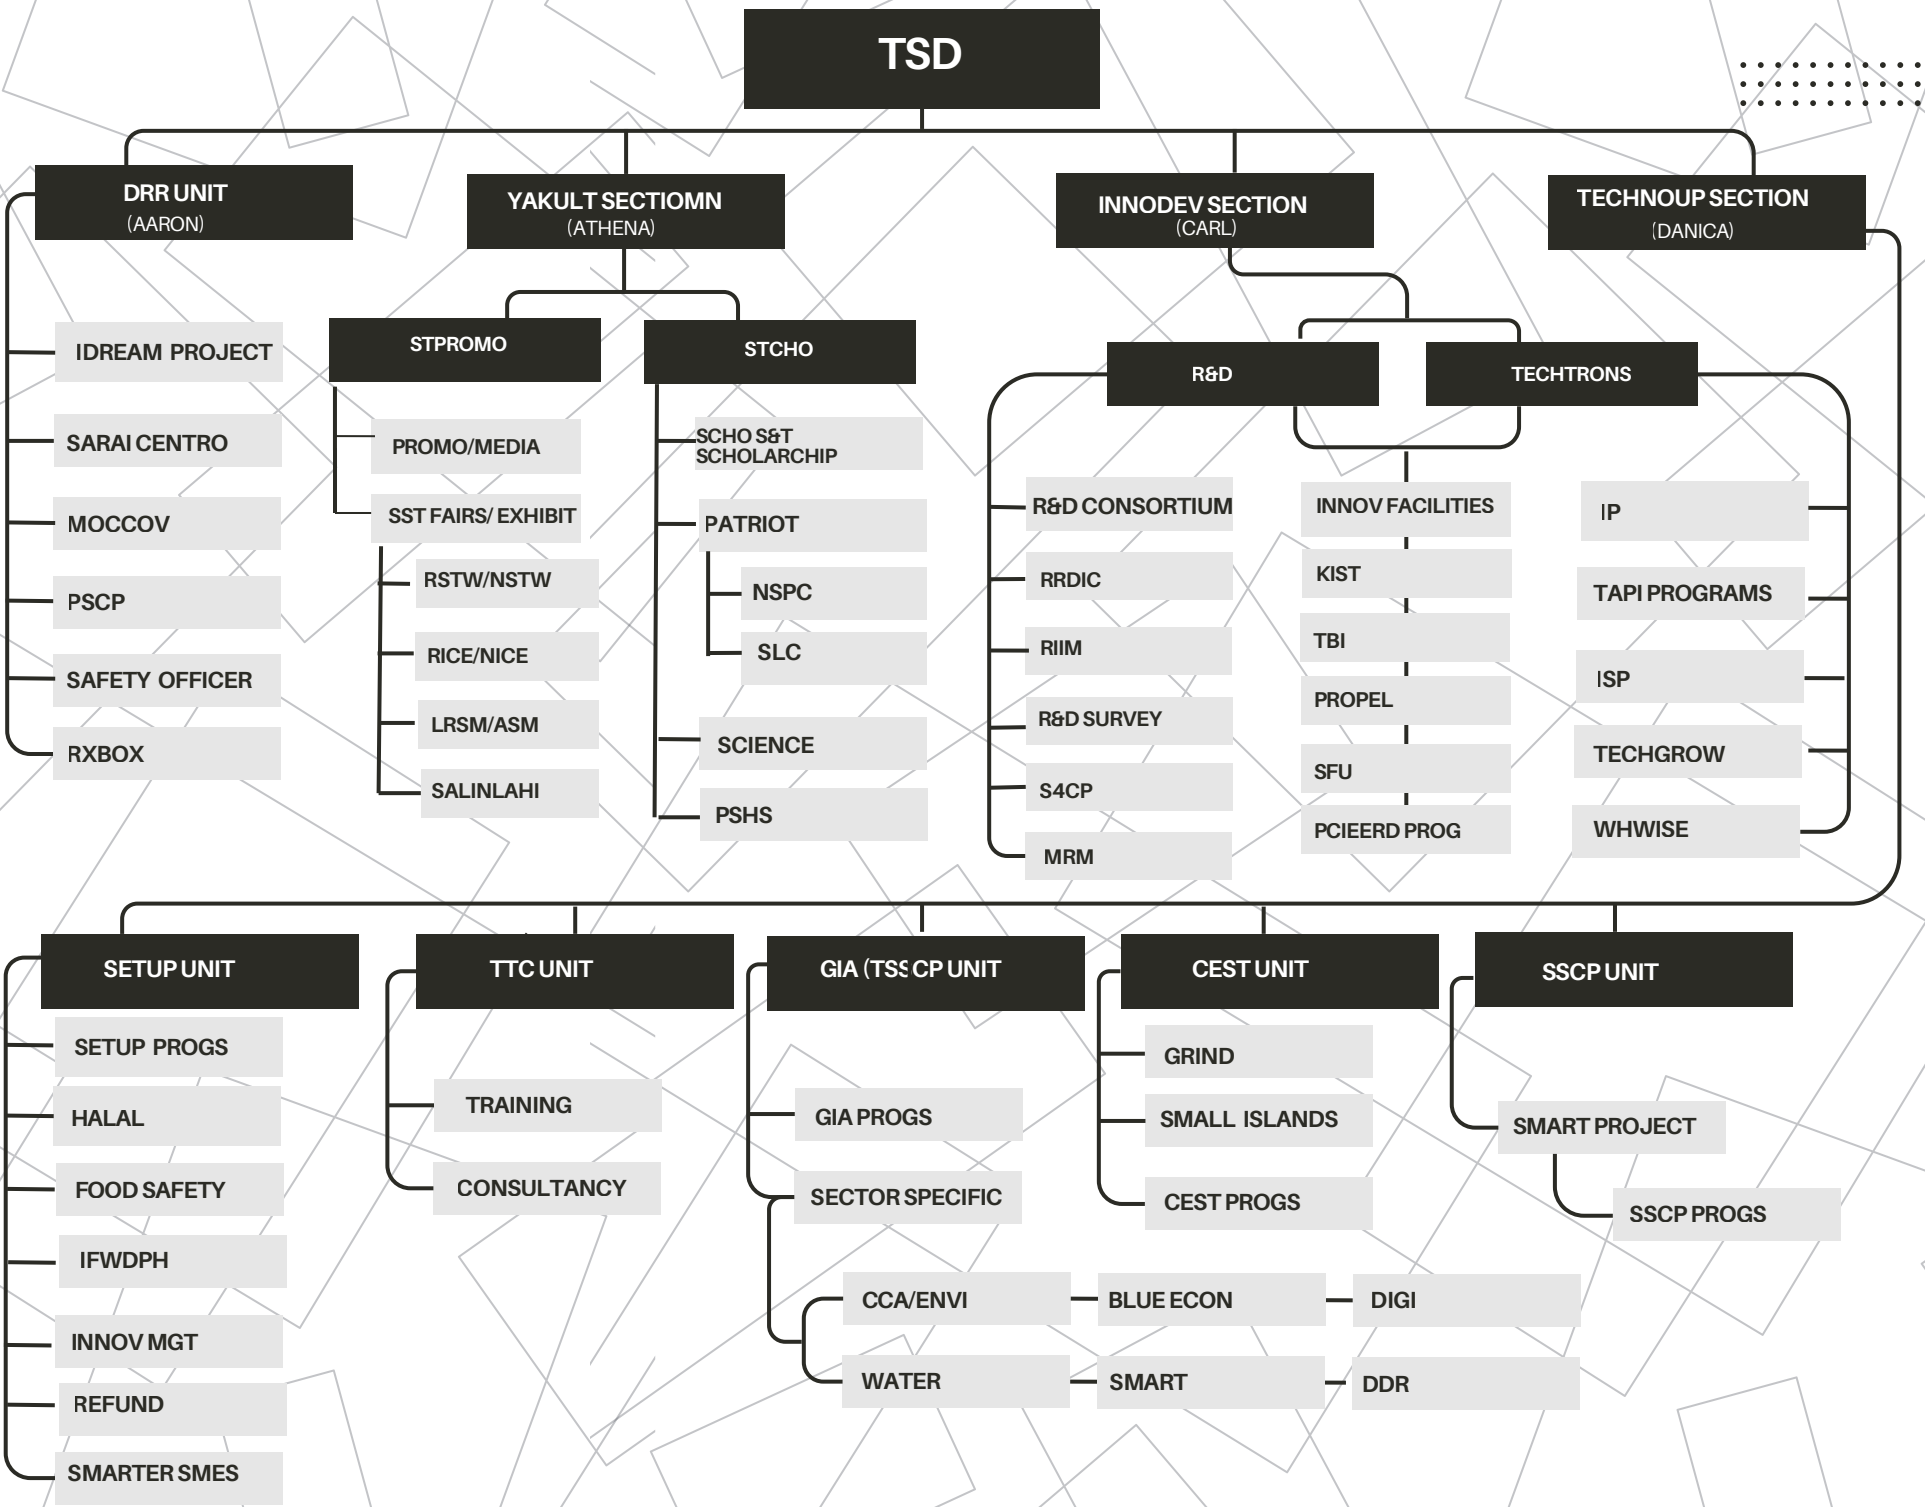 TSD
DRR UNIT
(AARON)
YAKULT SECTIOMN
(ATHENA)
INNODEV SECTION
(CARL)
TECHNOUP SECTION
(DANICA)
IDREAM PROJECT
SARAI CENTRO
MOCCOV
PSCP
SAFETY OFFICER
RXBOX
STPROMO
PROMO/MEDIA
SST FAIRS/ EXHIBIT
RSTW/NSTW
RICE/NICE
LRSM/ASM
SALINLAHI
STCHO
SCHO S&T
SCHOLARCHIP
PATRIOT
NSPC
SLC
SCIENCE
PSHS
R&D
R&D CONSORTIUM
RRDIC
RIIM
R&D SURVEY
S4CP
MRM
INNOV FACILITIES
KIST
TBI
PROPEL
SFU
PCIEERD PROG
TECHTRONS
IP
TAPI PROGRAMS
ISP
TECHGROW
WHWISE
SETUP UNIT
SETUP PROGS
HALAL
FOOD SAFETY
IFWDPH
INNOV MGT
REFUND
SMARTER SMES
TTC UNIT
TRAINING
CONSULTANCY
GIA (TSSCP UNIT
GIA PROGS
SECTOR SPECIFIC
CCA/ENVI
BLUE ECON
DIGI
WATER
SMART
DDR
CEST UNIT
GRIND
SMALL ISLANDS
CEST PROGS
SSCP UNIT
SMART PROJECT
SSCP PROGS